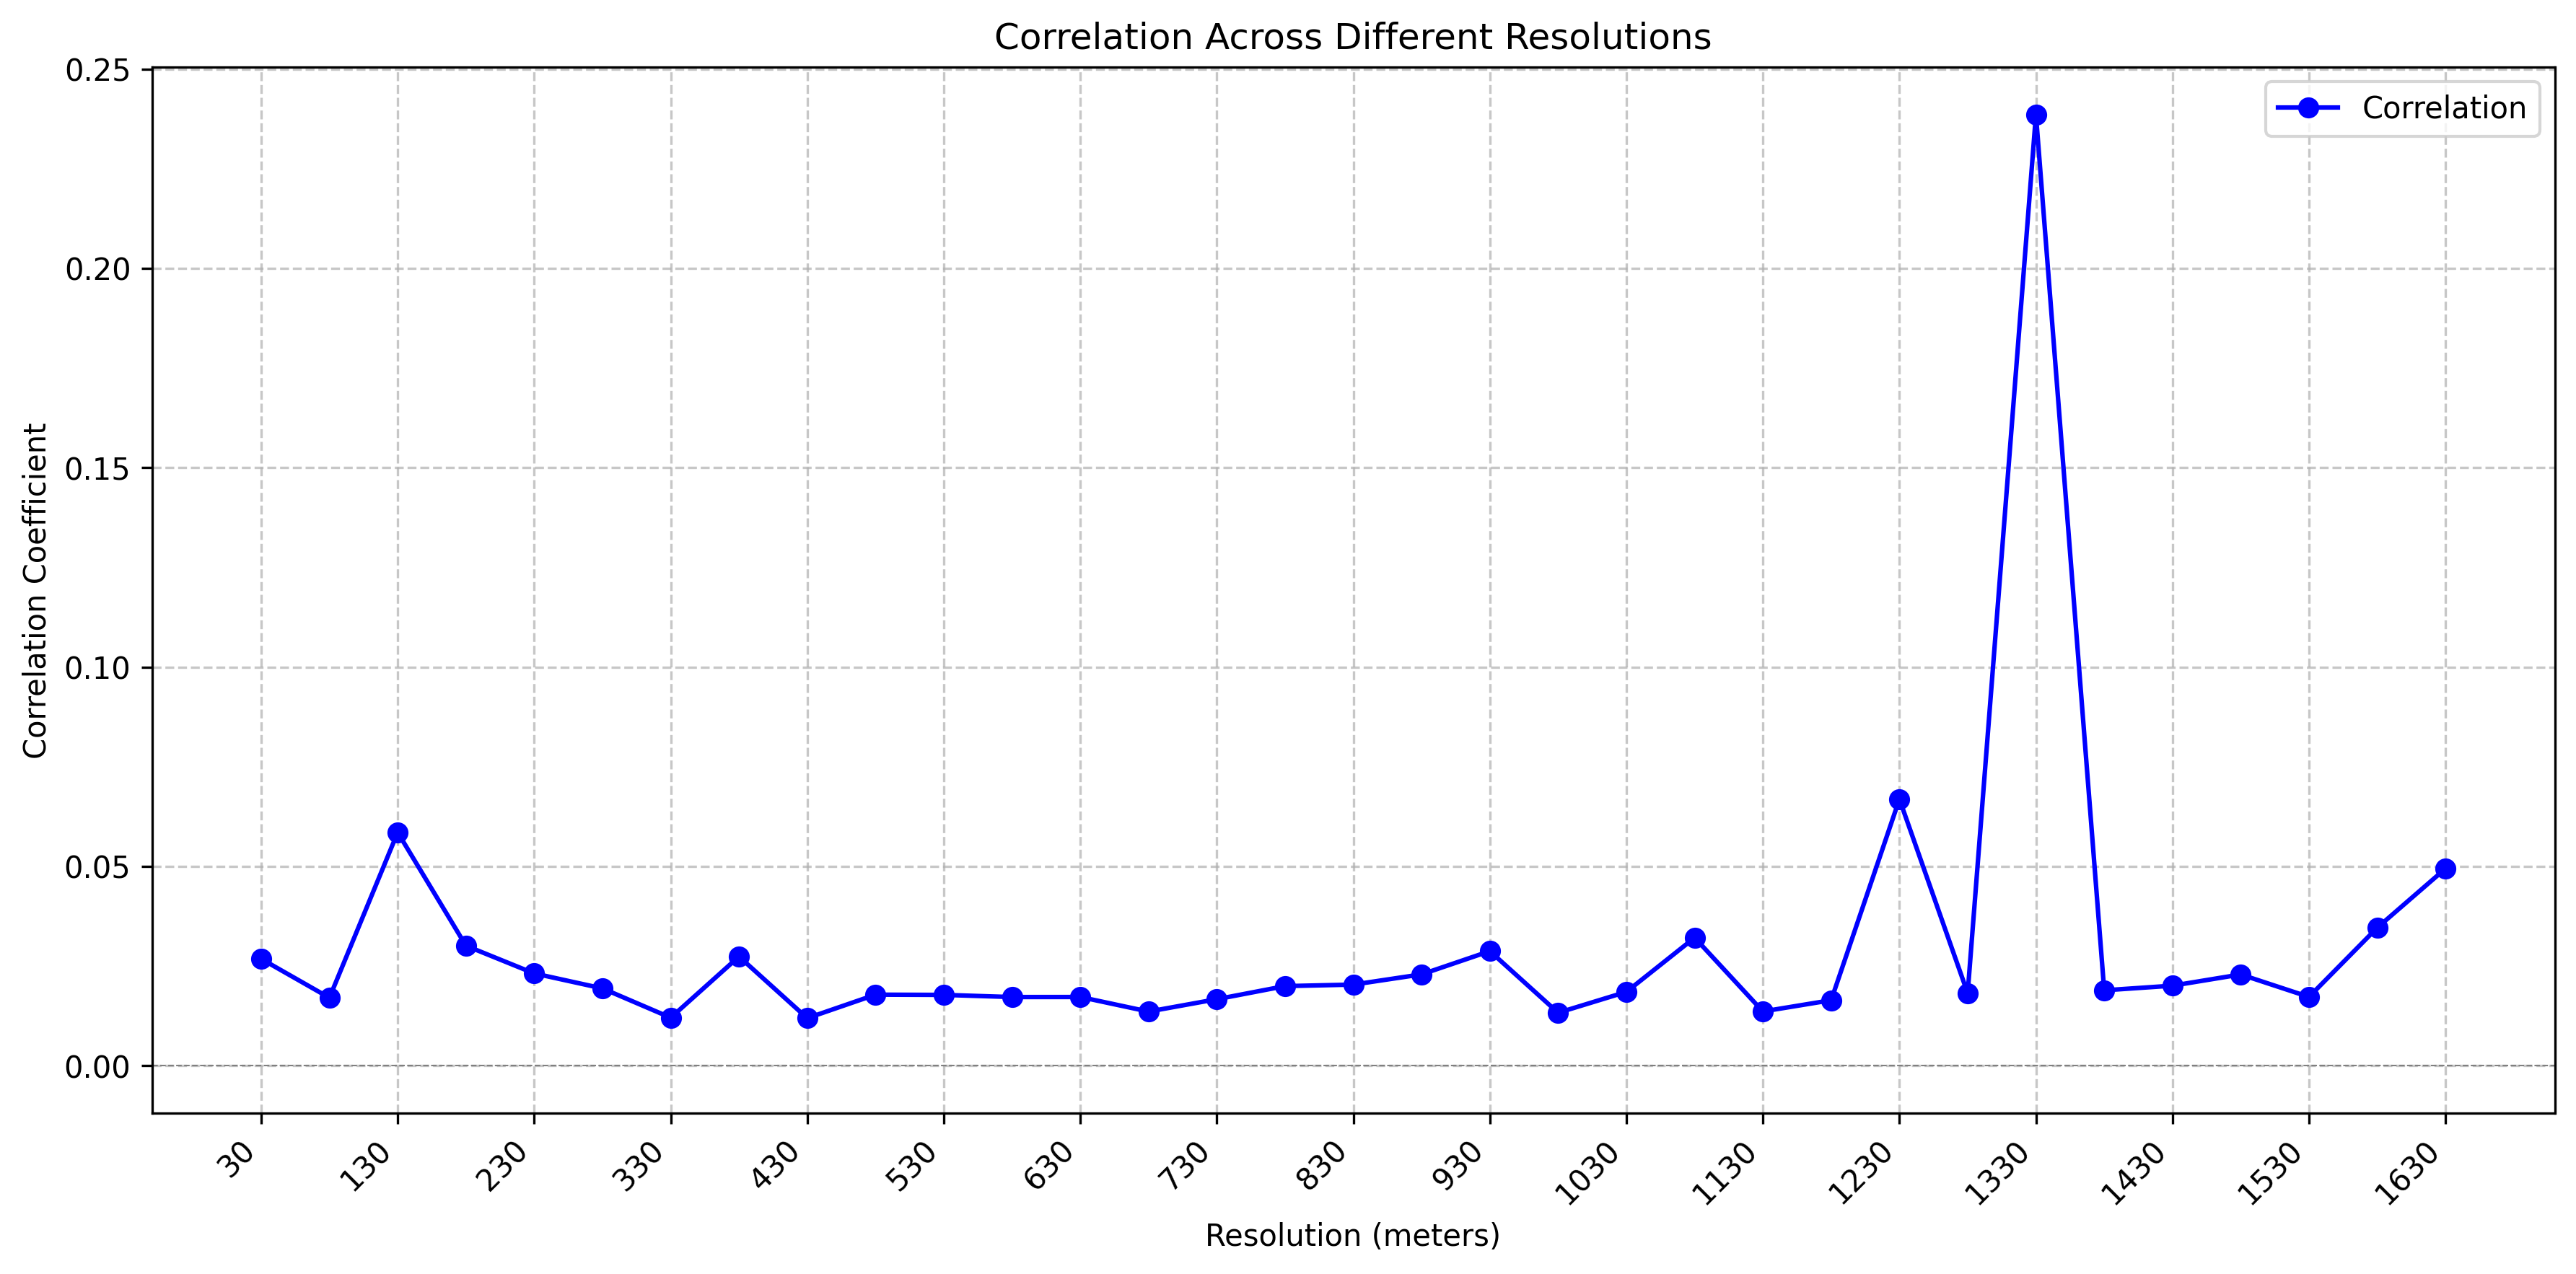 Correlation Across Different Resolutions
Correlation
0.25
0.20
0.15
0.10
0.05
0.00
Correlation Coefficient
30 130 230 330 430 530 630 730 830 930 1030 1130 1230 1330 1430 1530 1630
Resolution (meters)